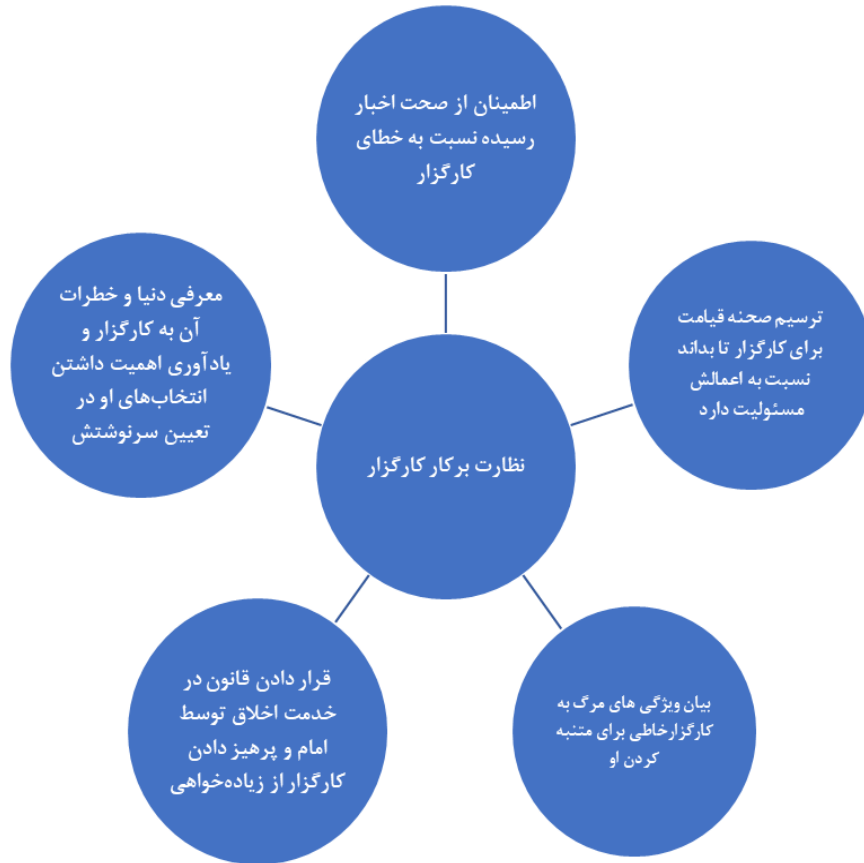 اطمینان از صحت اخبار
رسیده نسبت به خطای
کارگزار
ترسیم صحنه قیامت
برای کارگزار تا بداند
نسبت به اعمالش
مسئولیت دارد
بیان ویژگی های مرگ به
کارگزارخاطی برای متنبه
کردن او
قرار دادن قانون در
خدمت اخلاق توسط
امام و پرهیز دادن
کارگزار از زیاده‌خواهی
معرفی دنیا و خطرات
آن به کارگزار و
یادآوری اهمیت داشتن
انتخاب‌های او در
تعیین سرنوشتش
نظارت برکار کارگزار